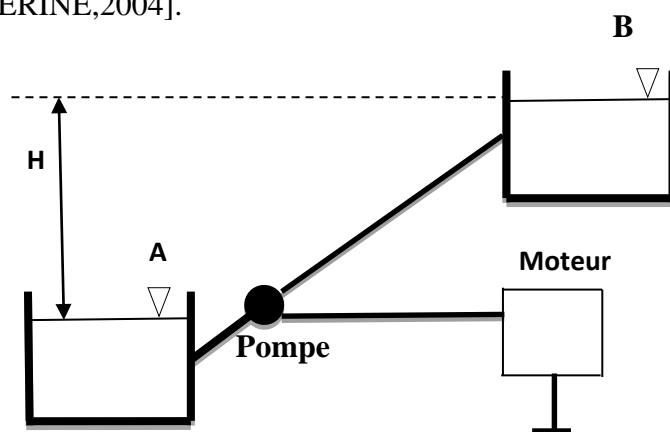 ERINE,2004].
B
H
A
Moteur
Pompe